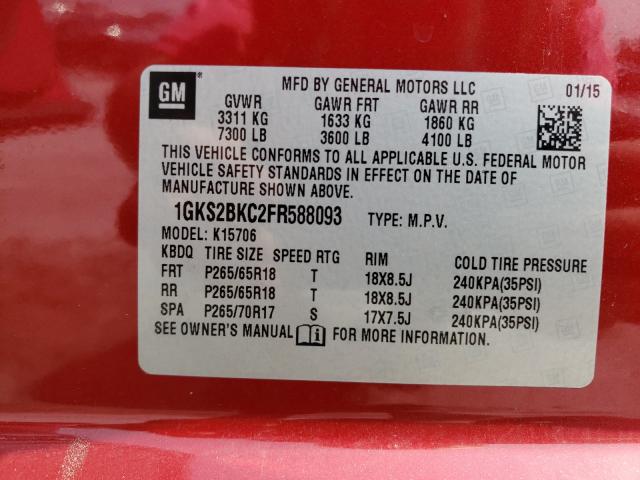 GM
MFD BY GENERAL MOTORS LLC 01/15
GVWR GAWR FRT GAWR RR
3311 KG 1633 KG 1860 KG
7300 LB 3600 LB 4100 LB
THIS VEHICLE CONFORMS TO ALL APPLICABLE U.S. FEDERAL MOTOR
VEHICLE SAFETY STANDARDS IN EFFECT ON THE DATE OF
MANUFACTURE SHOWN ABOVE.
1GKS2BKC2FR588093 TYPE: M.P.V.
MODEL: K15706
KBDQ TIRE SIZE SPEED RTG RIM COLD TIRE PRESSURE
FRT P265/65R18 T 18X8.5J 240KPA(35PSI)
RR P265/65R18 T 18X8.5J 240KPA(35PSI)
SPA P265/70R17 S 17X7.5J 240KPA(35PSI)
SEE OWNER'S MANUAL FOR MORE INFORMATION.